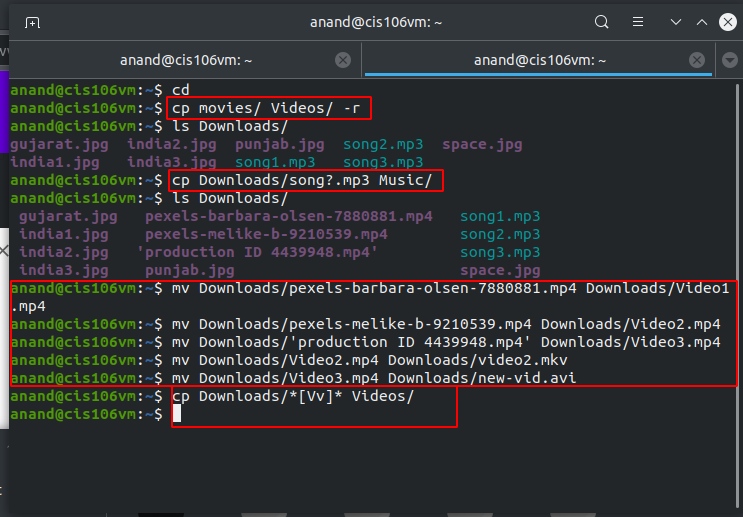 anand@cis106vm: ~
anand@cis106vm: ~ anand@cis106vm: ~
anand@cis106vm:~$ cd
anand@cis106vm:~$ cp movies/ Videos/ -r
anand@cis106vm:~$ ls Downloads/
gujarat.jpg india2.jpg punjab.jpg song2.mp3 space.jpg
india1.jpg india3.jpg song1.mp3 song3.mp3
anand@cis106vm:~$ cp Downloads/song?.mp3 Music/
anand@cis106vm:~$ ls Downloads/
gujarat.jpg pexels-barbara-olsen-7880881.mp4 song1.mp3
india1.jpg pexels-melike-b-9210539.mp4 song2.mp3
india2.jpg 'production ID 4439948.mp4' song3.mp3
india3.jpg punjab.jpg space.jpg
anand@cis106vm:~$ mv Downloads/pexels-barbara-olsen-7880881.mp4 Downloads/Video1
.mp4
anand@cis106vm:~$ mv Downloads/pexels-melike-b-9210539.mp4 Downloads/Video2.mp4
anand@cis106vm:~$ mv Downloads/'production ID 4439948.mp4' Downloads/Video3.mp4
anand@cis106vm:~$ mv Downloads/Video2.mp4 Downloads/video2.mkv
anand@cis106vm:~$ mv Downloads/Video3.mp4 Downloads/new-vid.avi
anand@cis106vm:~$ cp Downloads/*[Vv]* Videos/
anand@cis106vm:~$